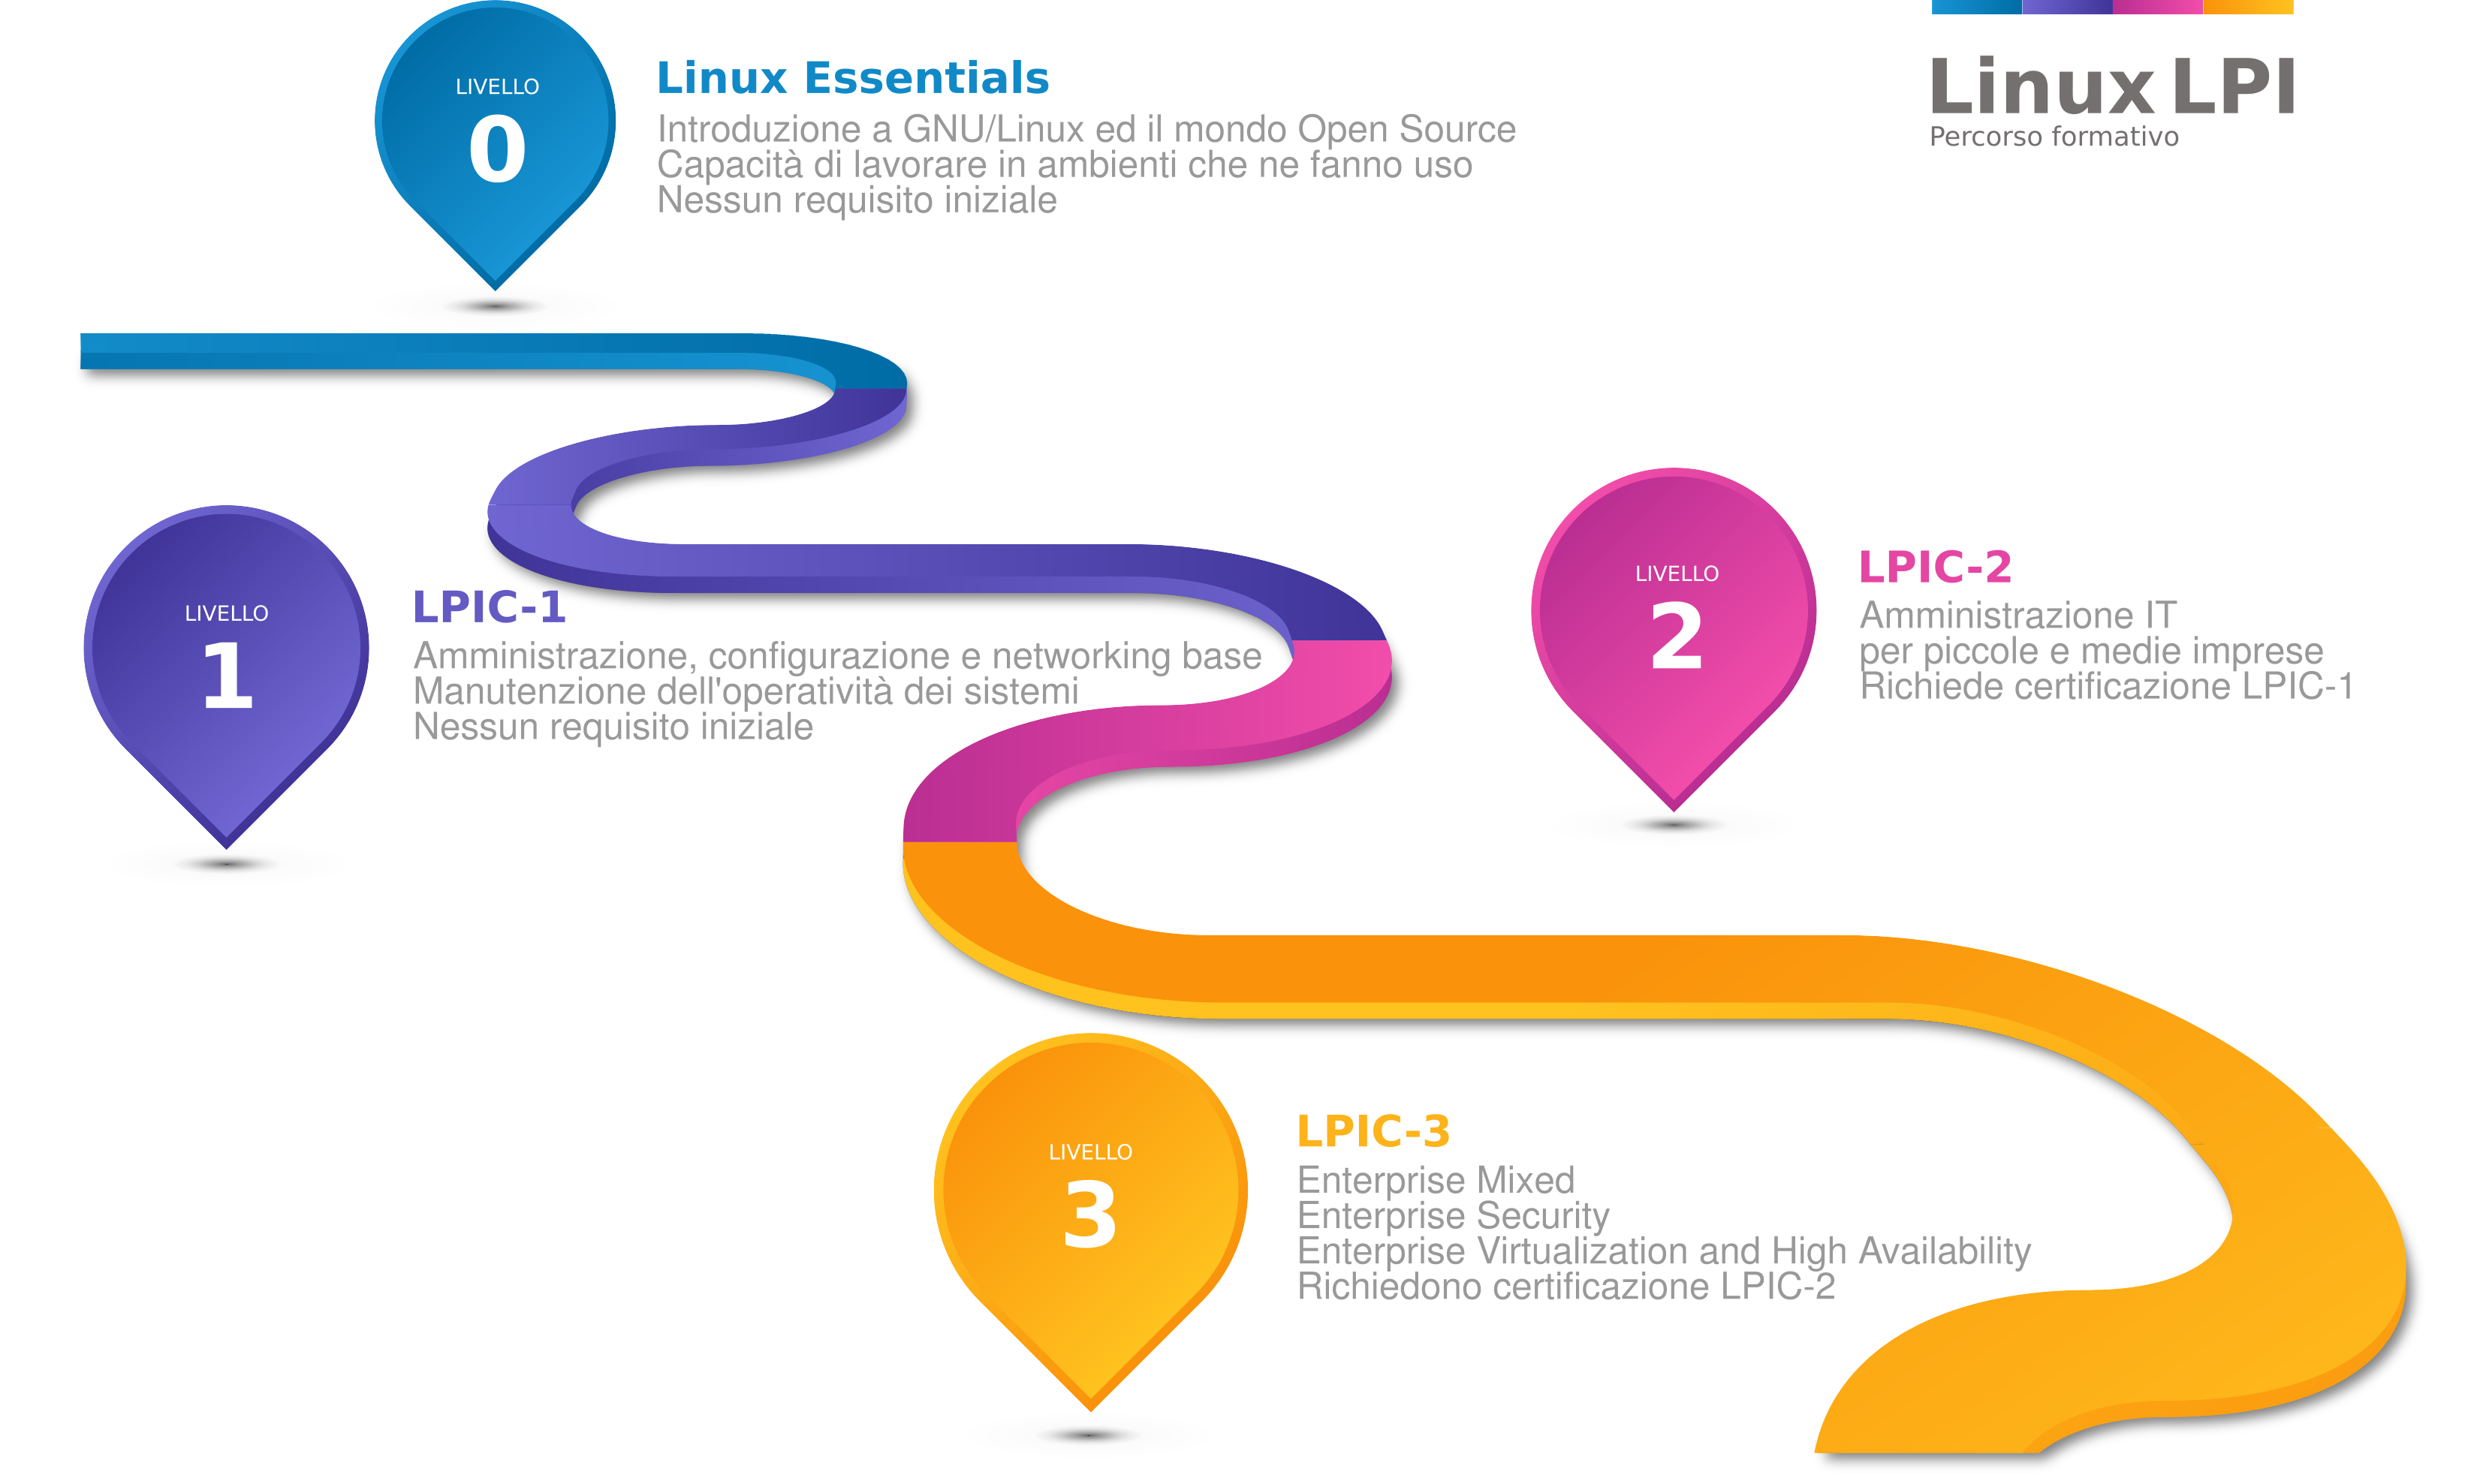 LIVELLO
0
Linux Essentials
Introduzione a GNU/Linux ed il mondo Open Source
Capacità di lavorare in ambienti che ne fanno uso
Nessun requisito iniziale
Linux LPI
Percorso formativo
LIVELLO
1
LPIC-1
Amministrazione, configurazione e networking base
Manutenzione dell'operatività dei sistemi
Nessun requisito iniziale
LIVELLO
2
LPIC-2
Amministrazione IT
per piccole e medie imprese
Richiede certificazione LPIC-1
LIVELLO
3
LPIC-3
Enterprise Mixed
Enterprise Security
Enterprise Virtualization and High Availability
Richiedono certificazione LPIC-2